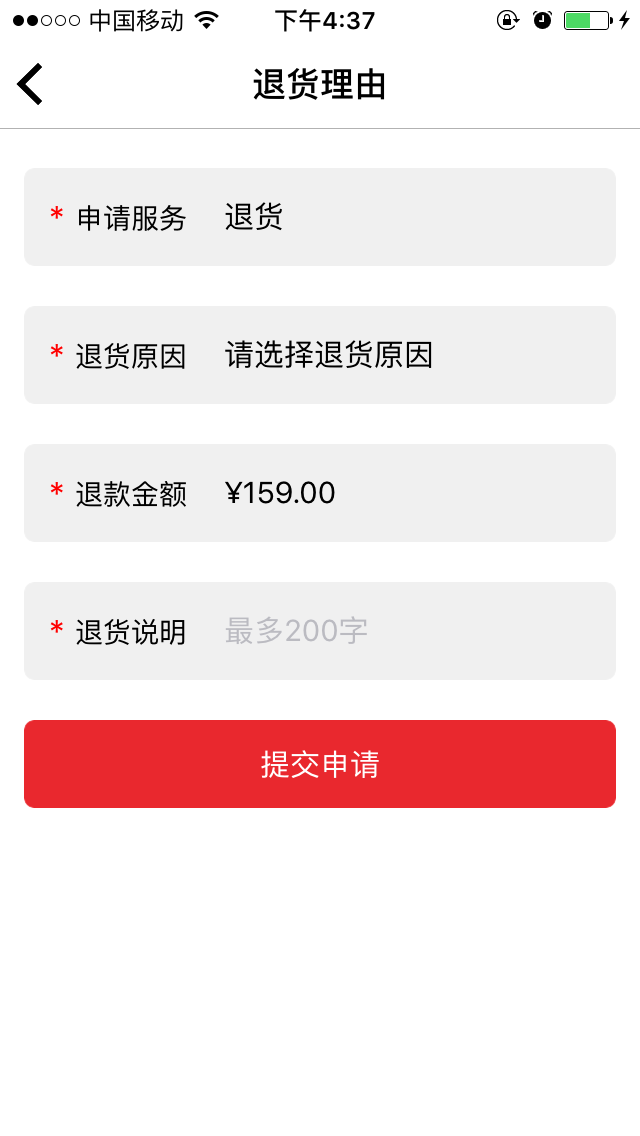 中国移动 下午4:37
退货理由
* 申请服务 退货
* 退货原因 请选择退货原因
* 退款金额 ¥159.00
* 退货说明 最多200字
提交申请